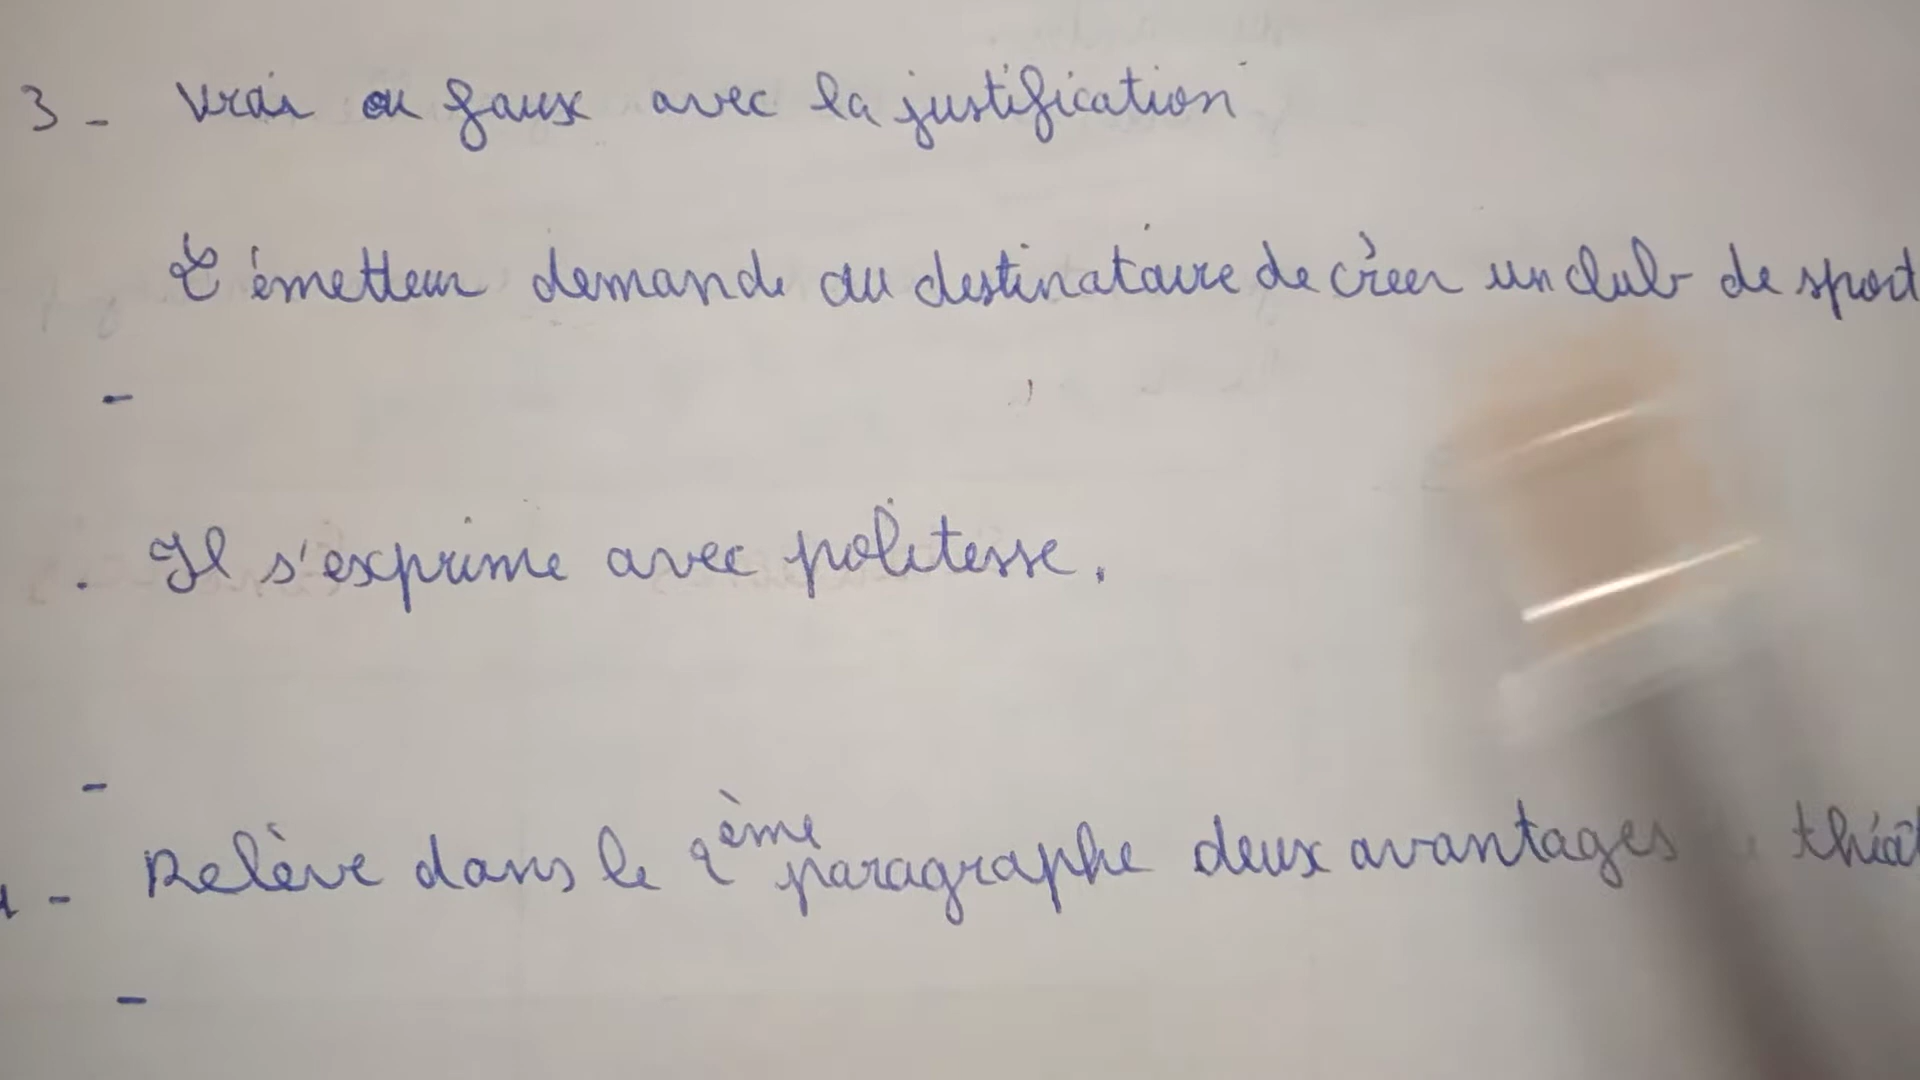 3 - Vrai ou faux avec la justification
L'émetteur demande au destinataire de créer un club de sport
-
. Il s'exprime avec politesse.
-
- Relève dans le 2ème paragraphe deux avantages
-